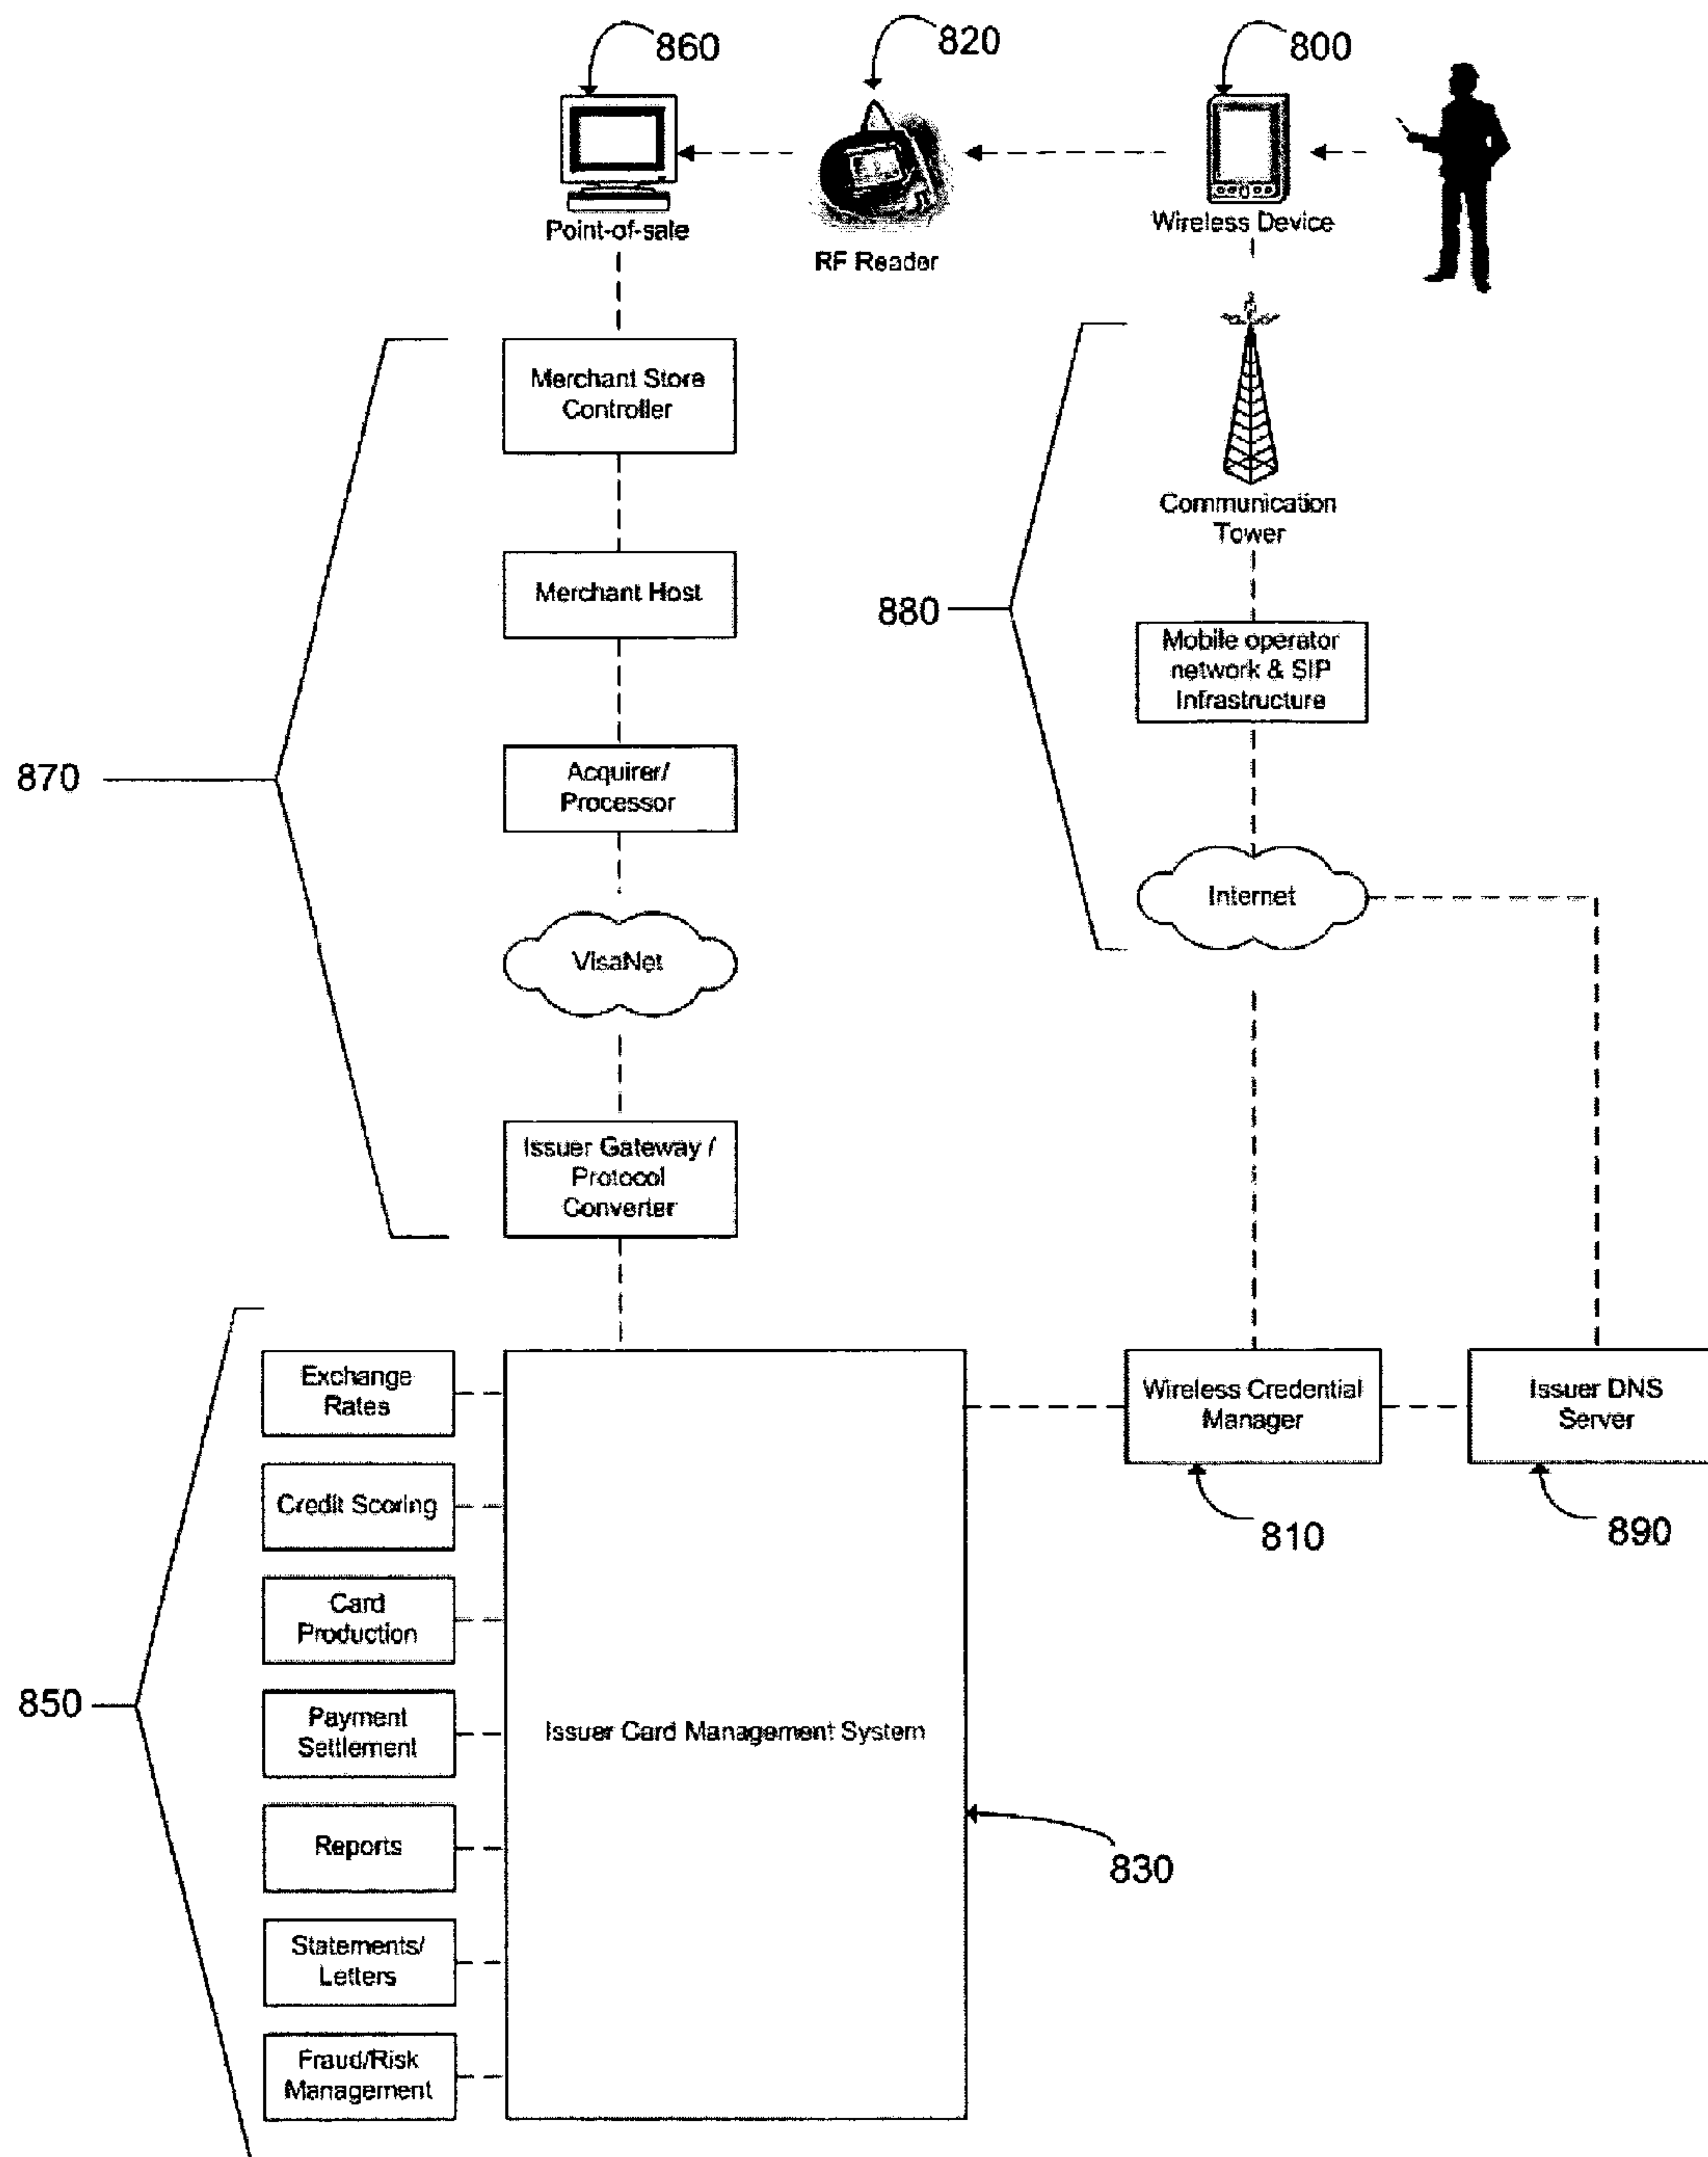 860
820
800
Point-of-sale
RF Reader
Wireless Device
Merchant Store
Controller
Communication
Tower
Merchant Host
880
Mobile operator
network & SIP
Infrastructure
870
Acquirer/
Processor
Internet
VisaNet
Issuer Gateway /
Protocol
Converter
Exchange
Rates
Wireless Credential
Manager
Issuer DNS
Server
Credit Scoring
810
890
Card
Production
850
Payment
Settlement
Issuer Card Management System
Reports
830
Statements/
Letters
Fraud/Risk
Management